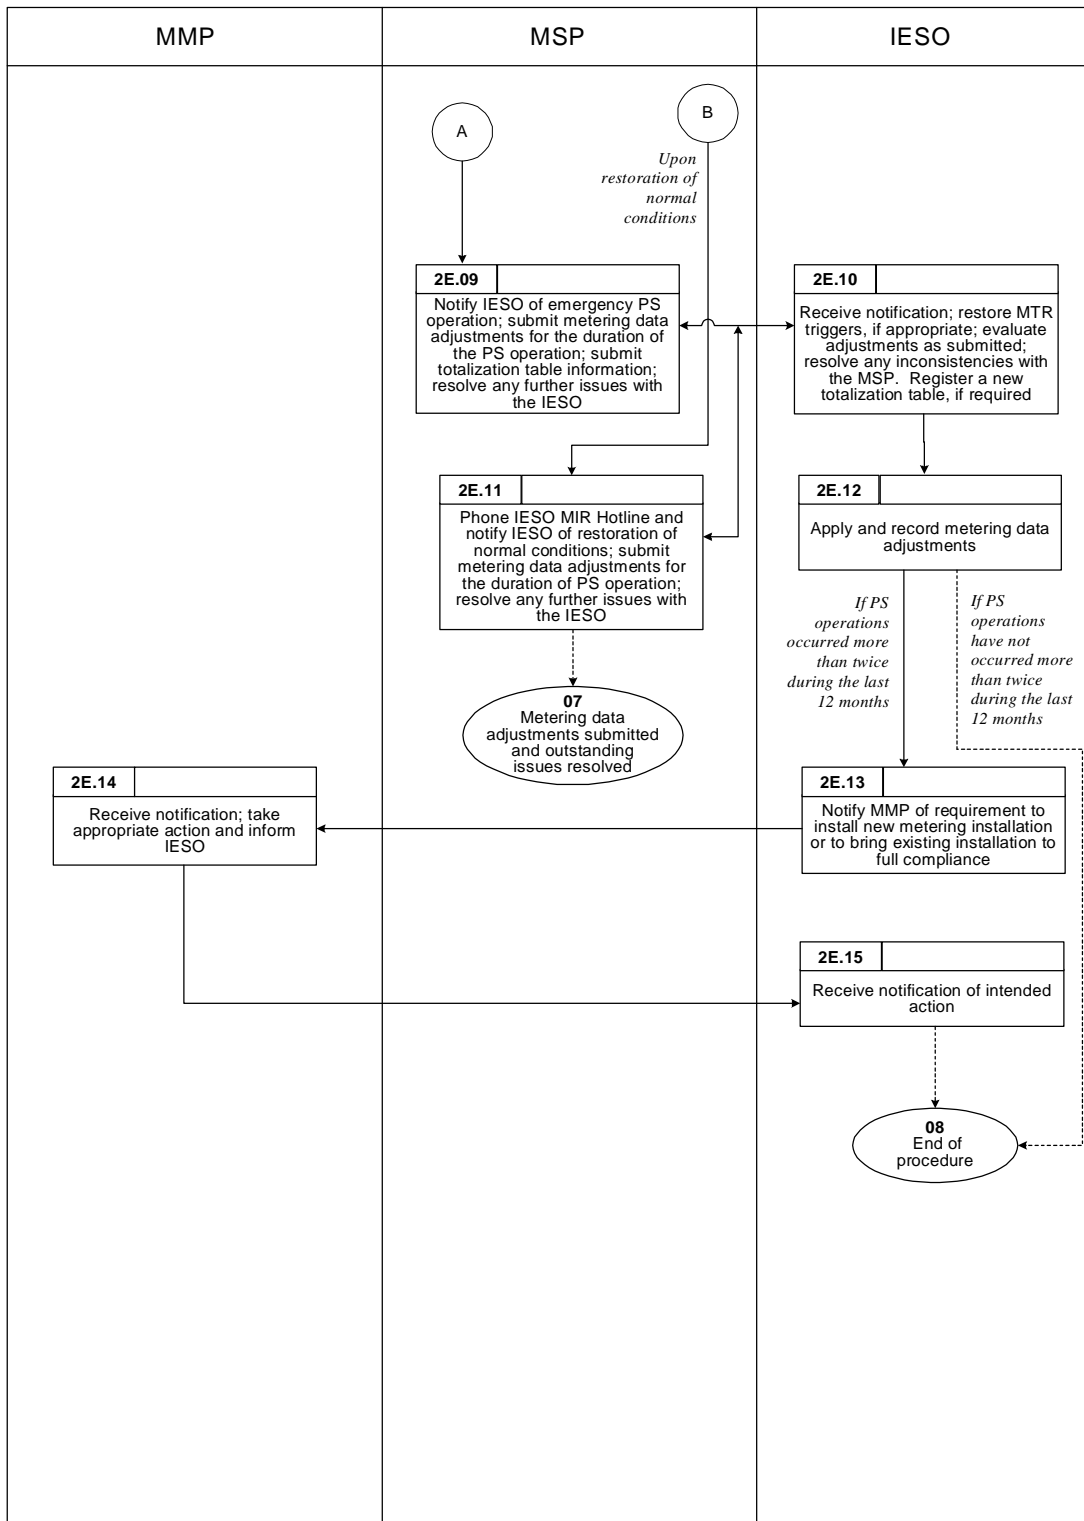 MMP
MSP
IESO
A
B
Upon
restoration of
normal
conditions
2E.09
Notify IESO of emergency PS
operation; submit metering data
adjustments for the duration of
the PS operation; submit
totalization table information;
resolve any further issues with
the IESO
2E.10
Receive notification; restore MTR
triggers, if appropriate; evaluate
adjustments as submitted;
resolve any inconsistencies with
the MSP.  Register a new
totalization table, if required
2E.11
Phone IESO MIR Hotline and
notify IESO of restoration of
normal conditions; submit
metering data adjustments for
the duration of PS operation;
resolve any further issues with
the IESO
2E.12
Apply and record metering data
adjustments
If PS
operations
occurred more
than twice
during the last
12 months
If PS
operations
have not
occurred more
than twice
during the last
12 months
07
Metering data
adjustments submitted
and outstanding
issues resolved
2E.14
Receive notification; take
appropriate action and inform
IESO
2E.13
Notify MMP of requirement to
install new metering installation
or to bring existing installation to
full compliance
2E.15
Receive notification of intended
action
08
End of
procedure